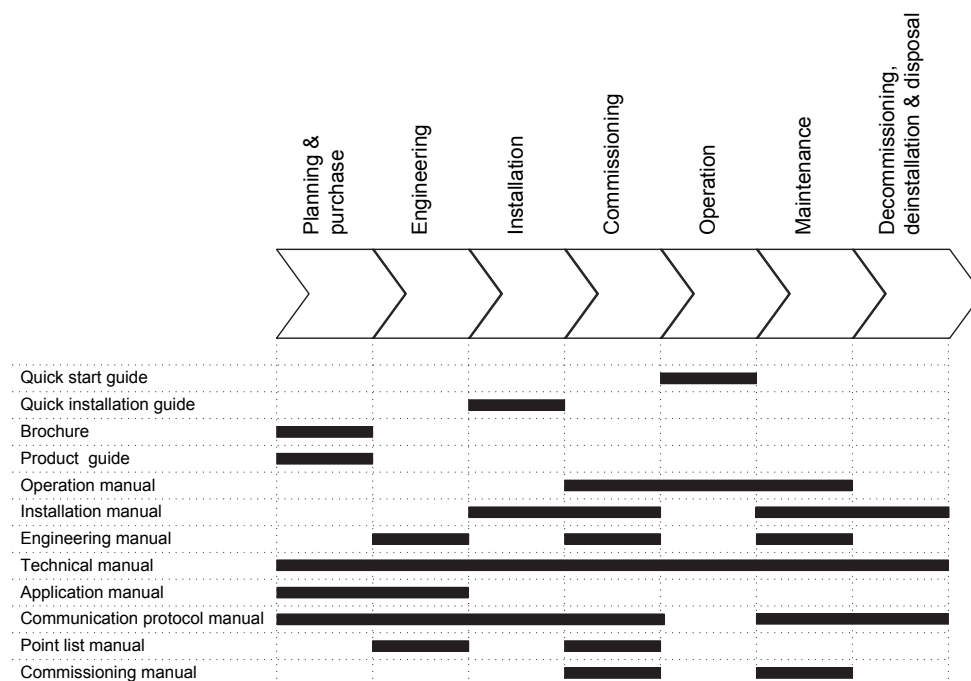 Planning &
purchase
Engineering
Installation
Commissioning
Operation
Maintenance
Decommissioning,
deinstallation & disposal
Quick start guide
Quick installation guide
Brochure
Product guide
Operation manual
Installation manual
Engineering manual
Technical manual
Application manual
Communication protocol manual
Point list manual
Commissioning manual